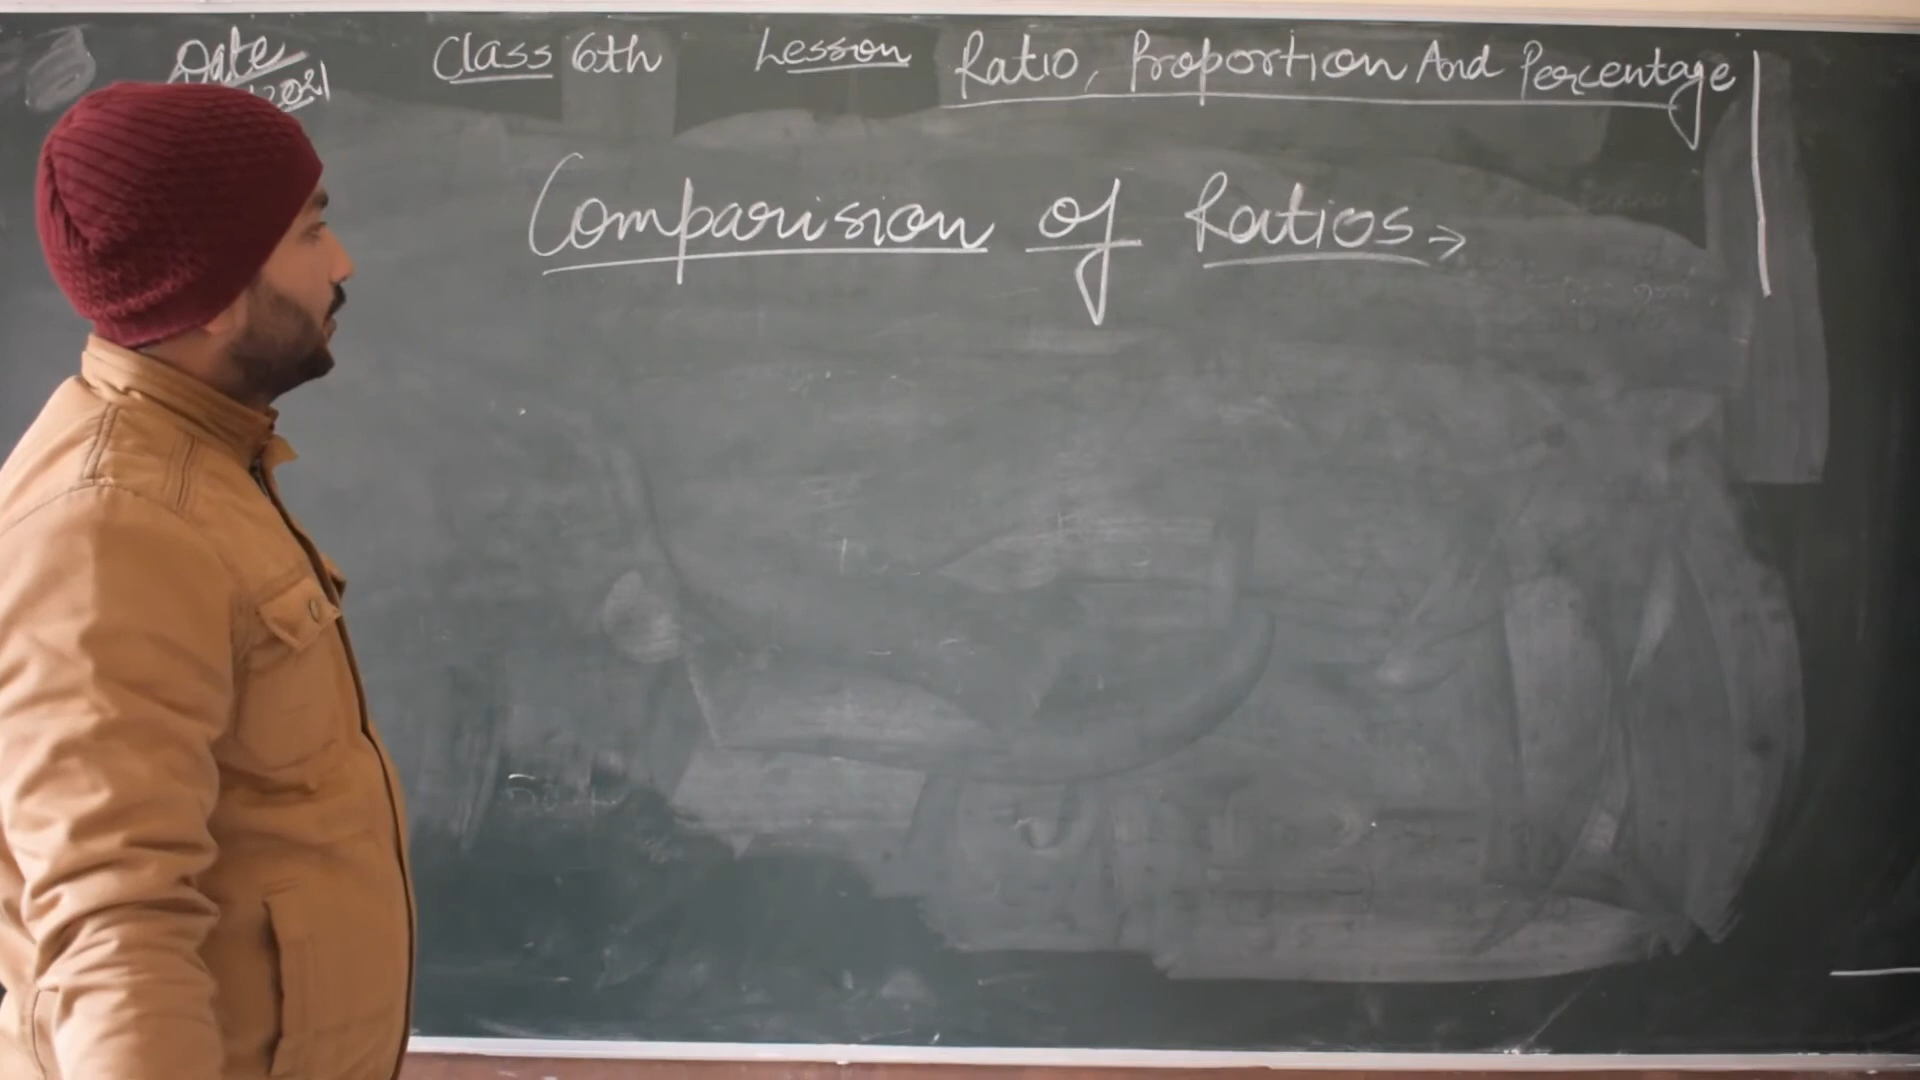 Date Class 6th Lesson Ratio, Proportion And Percentage
Comparision of Ratios →